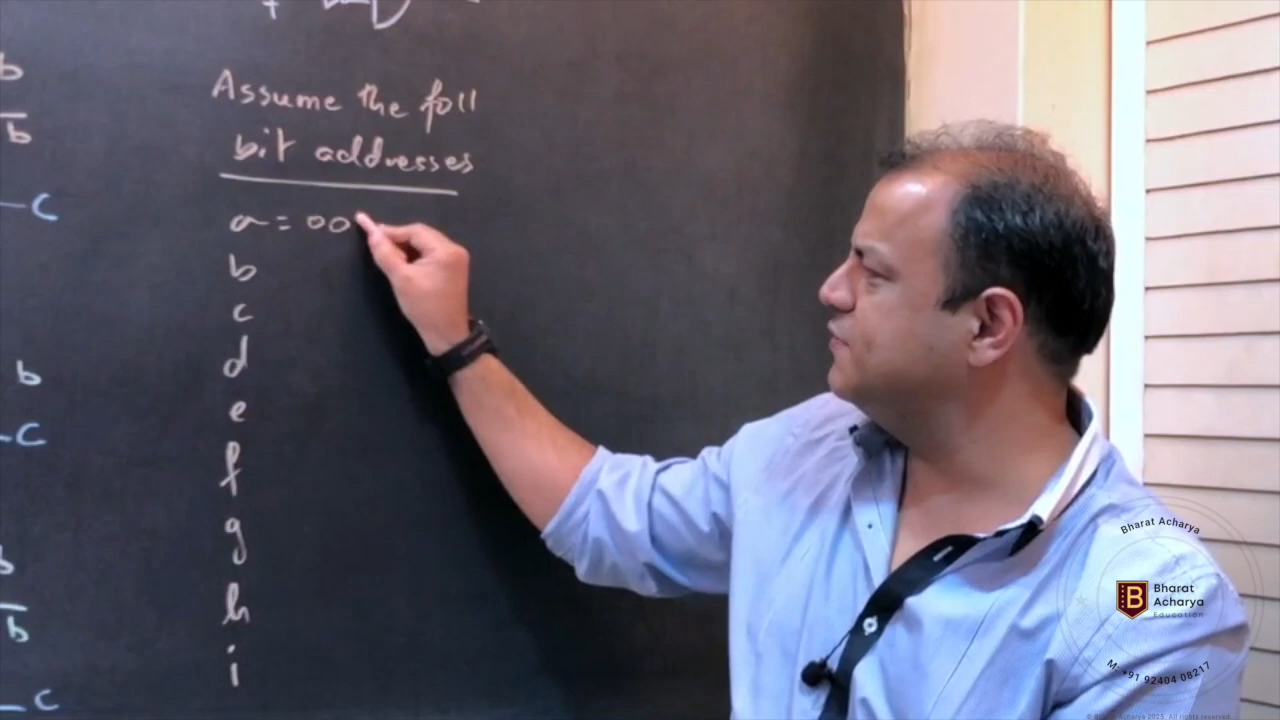 b
b
C
b
C
b
b
C
Assume the foll
bit addresses
a = 00
b
c
d
e
f
g
h
i
Bharat Acharya
B
Bharat
Acharya
Education
M: +91 92404 08217